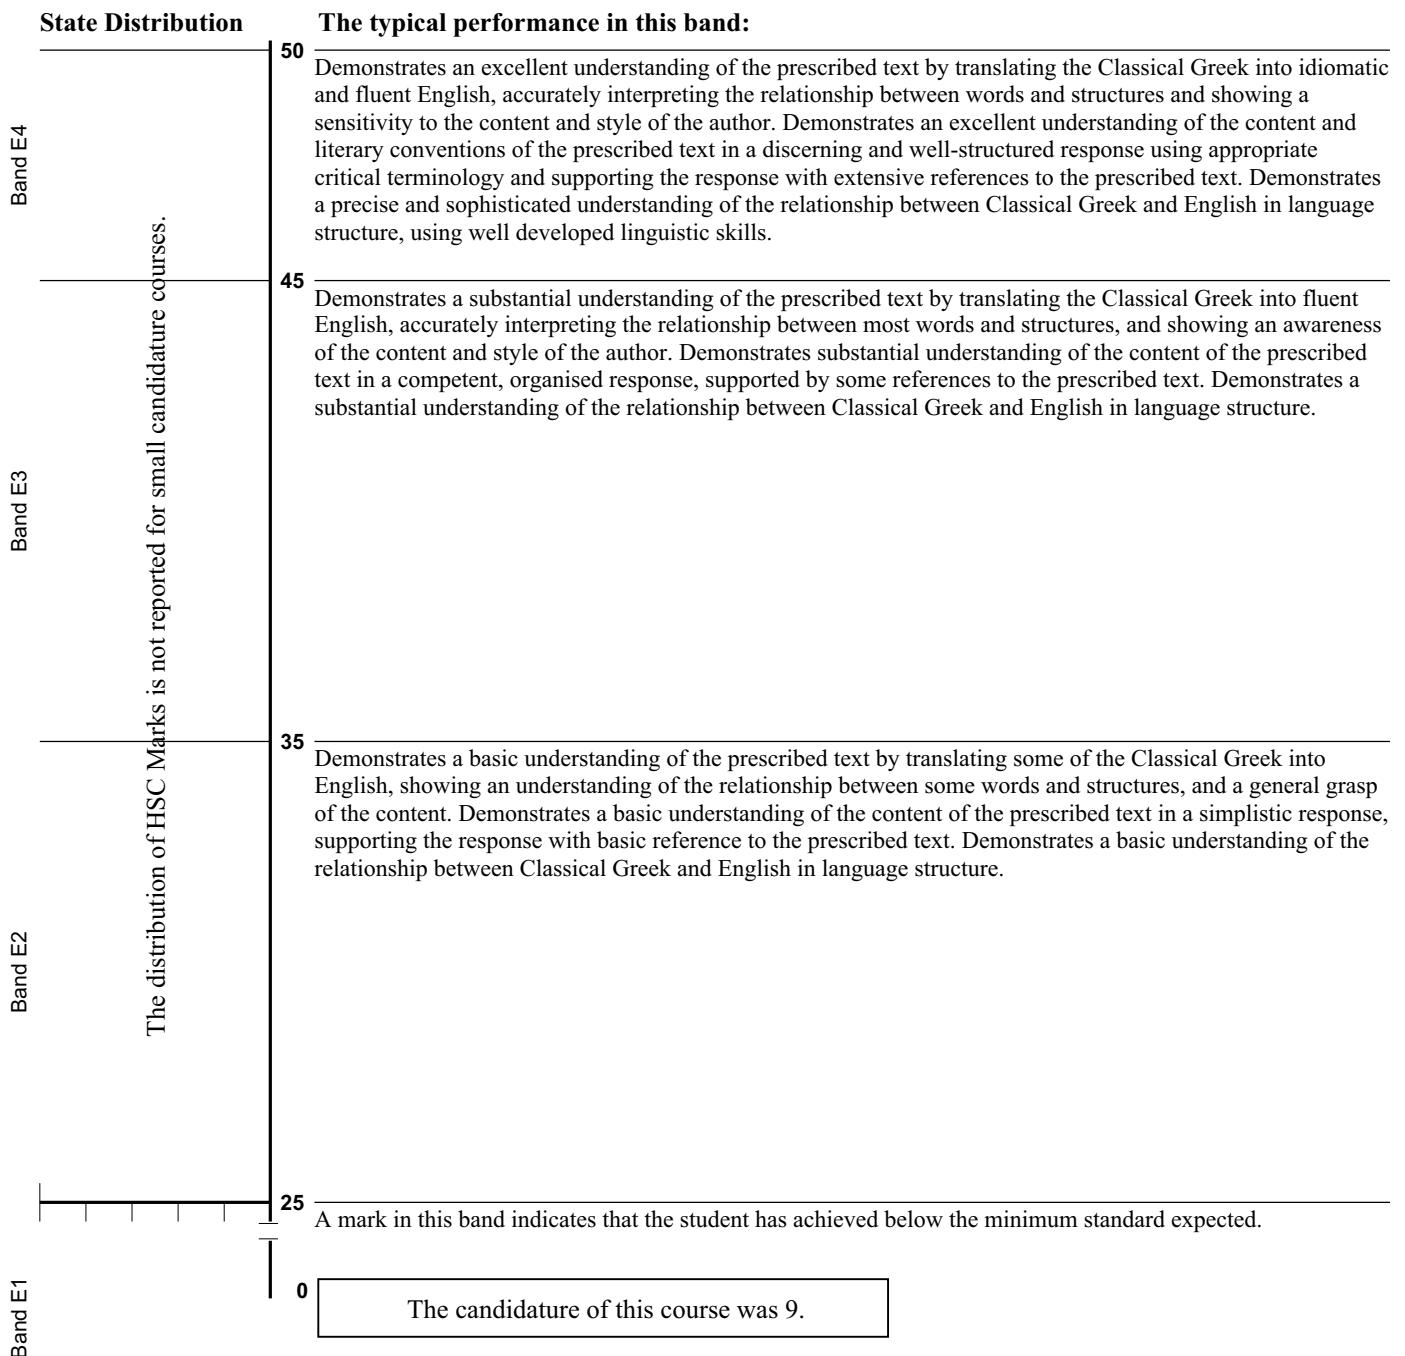 State Distribution
The typical performance in this band:
50
Demonstrates an excellent understanding of the prescribed text by translating the Classical Greek into idiomatic
and fluent English, accurately interpreting the relationship between words and structures and showing a
sensitivity to the content and style of the author. Demonstrates an excellent understanding of the content and
literary conventions of the prescribed text in a discerning and well-structured response using appropriate
critical terminology and supporting the response with extensive references to the prescribed text. Demonstrates
a precise and sophisticated understanding of the relationship between Classical Greek and English in language
structure, using well developed linguistic skills.
Band E4
45
Demonstrates a substantial understanding of the prescribed text by translating the Classical Greek into fluent
English, accurately interpreting the relationship between most words and structures, and showing an awareness
of the content and style of the author. Demonstrates substantial understanding of the content of the prescribed
text in a competent, organised response, supported by some references to the prescribed text. Demonstrates a
substantial understanding of the relationship between Classical Greek and English in language structure.
Band E3
The distribution of HSC Marks is not reported for small candidature courses.
35
Demonstrates a basic understanding of the prescribed text by translating some of the Classical Greek into
English, showing an understanding of the relationship between some words and structures, and a general grasp
of the content. Demonstrates a basic understanding of the content of the prescribed text in a simplistic response,
supporting the response with basic reference to the prescribed text. Demonstrates a basic understanding of the
relationship between Classical Greek and English in language structure.
Band E2
25
A mark in this band indicates that the student has achieved below the minimum standard expected.
0
The candidature of this course was 9.
Band E1